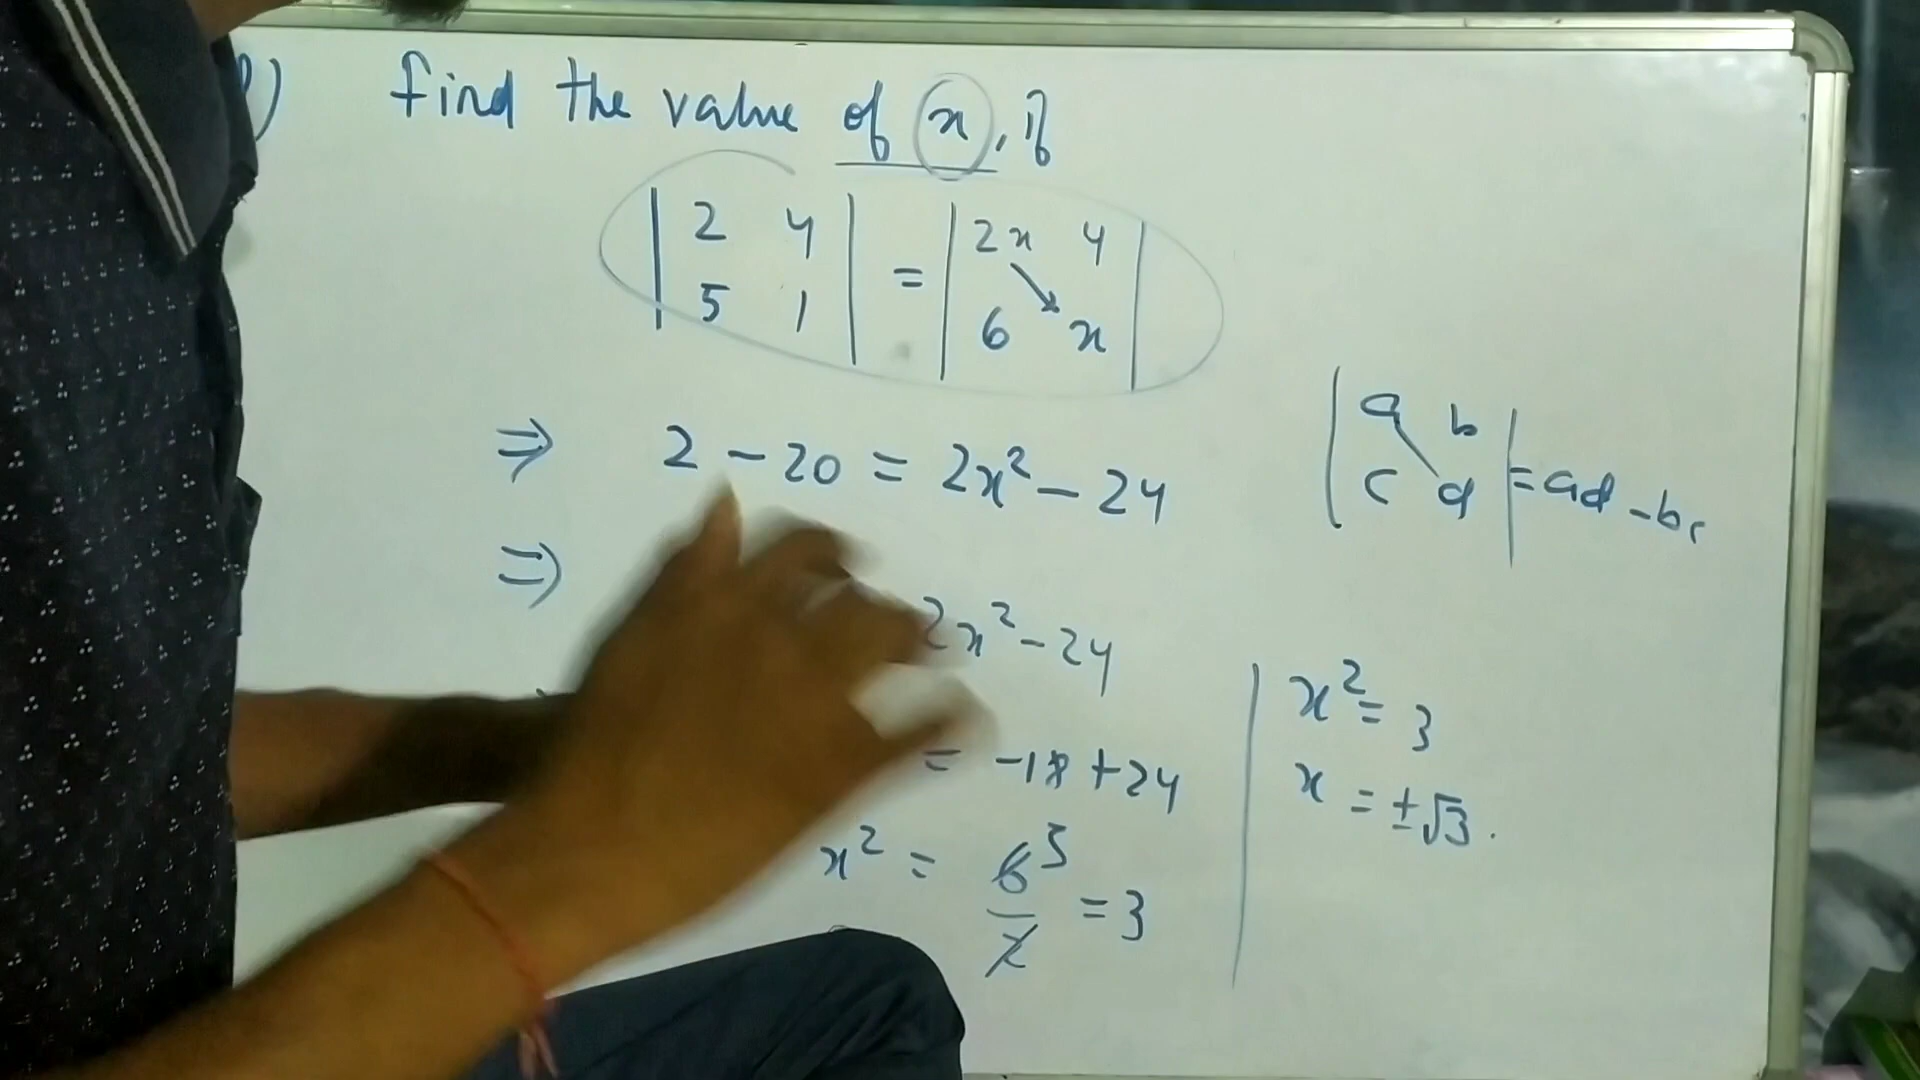 ) find the value of x, if
| 2 4 | = | 2x 4 |
| 5 1 | | 6 x |
⇒ 2 - 20 = 2x² - 24
| a b |
| c d | = ad - bc
⇒ 2x² - 24
= -18 + 24
x² = 6 3 / 2 = 3
x² = 3
x = ±√3.